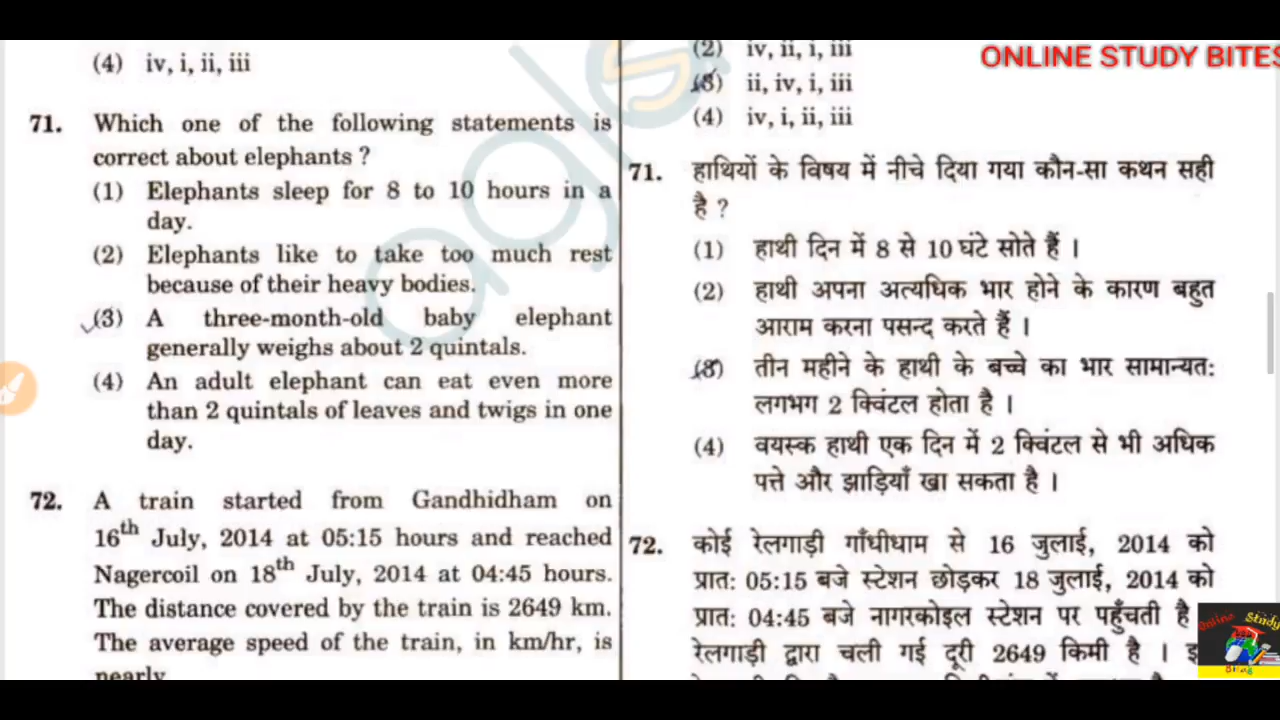 (4) iv, i, ii, iii
71. Which one of the following statements is
correct about elephants ?
(1) Elephants sleep for 8 to 10 hours in a
day.
(2) Elephants like to take too much rest
because of their heavy bodies.
(3) A three-month-old baby elephant
generally weighs about 2 quintals.
(4) An adult elephant can eat even more
than 2 quintals of leaves and twigs in one
day.
72. A train started from Gandhidham on
16th July, 2014 at 05:15 hours and reached
Nagercoil on 18th July, 2014 at 04:45 hours.
The distance covered by the train is 2649 km.
The average speed of the train, in km/hr, is
nearly
(2) iv, ii, i, iii
(3) ii, iv, i, iii
(4) iv, i, ii, iii
71. हाथियों के विषय में नीचे दिया गया कौन-सा कथन सही
है ?
(1) हाथी दिन में 8 से 10 घंटे सोते हैं ।
(2) हाथी अपना अत्यधिक भार होने के कारण बहुत
आराम करना पसन्द करते हैं ।
(3) तीन महीने के हाथी के बच्चे का भार सामान्यत:
लगभग 2 क्विंटल होता है ।
(4) वयस्क हाथी एक दिन में 2 क्विंटल से भी अधिक
पत्ते और झाड़ियाँ खा सकता है ।
72. कोई रेलगाड़ी गाँधीधाम से 16 जुलाई, 2014 को
प्रात: 05:15 बजे स्टेशन छोड़कर 18 जुलाई, 2014 को
प्रात: 04:45 बजे नागरकोइल स्टेशन पर पहुँचती है
रेलगाड़ी द्वारा चली गई दूरी 2649 किमी है ।
ONLINE STUDY BITES
Online Study
Bites